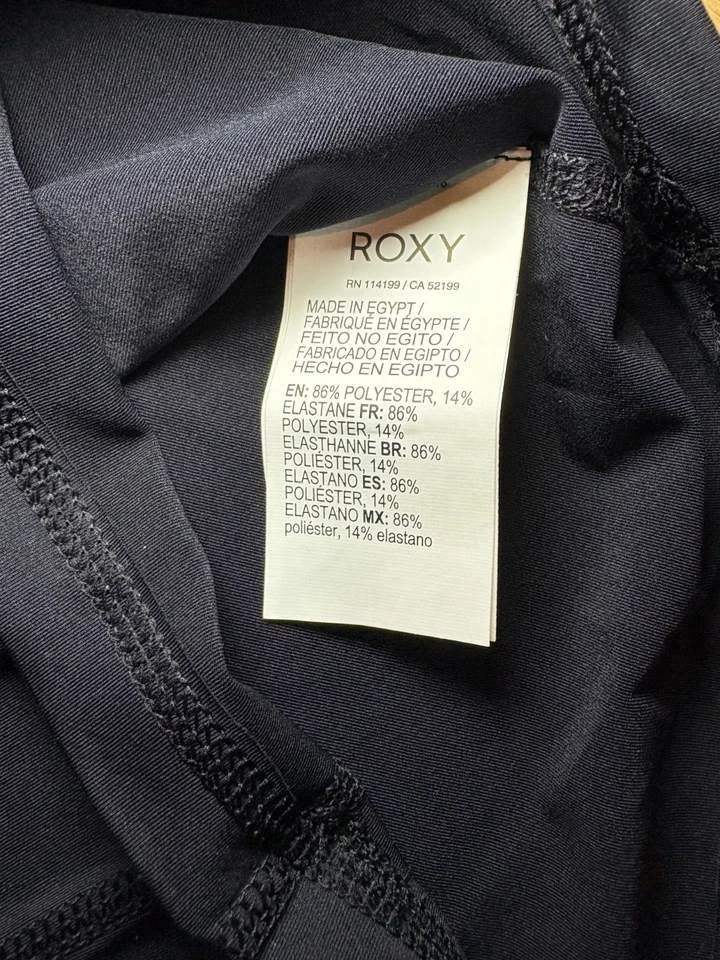 ROXY
RN 114199 / CA 52199
MADE IN EGYPT /
FABRIQUÉ EN ÉGYPTE /
FEITO NO EGITO /
FABRICADO EN EGIPTO /
HECHO EN EGIPTO
EN: 86% POLYESTER, 14%
ELASTANE FR: 86%
POLYESTER, 14%
ELASTHANNE BR: 86%
POLIÉSTER, 14%
ELASTANO ES: 86%
POLIÉSTER, 14%
ELASTANO MX: 86%
poliéster, 14% elastano